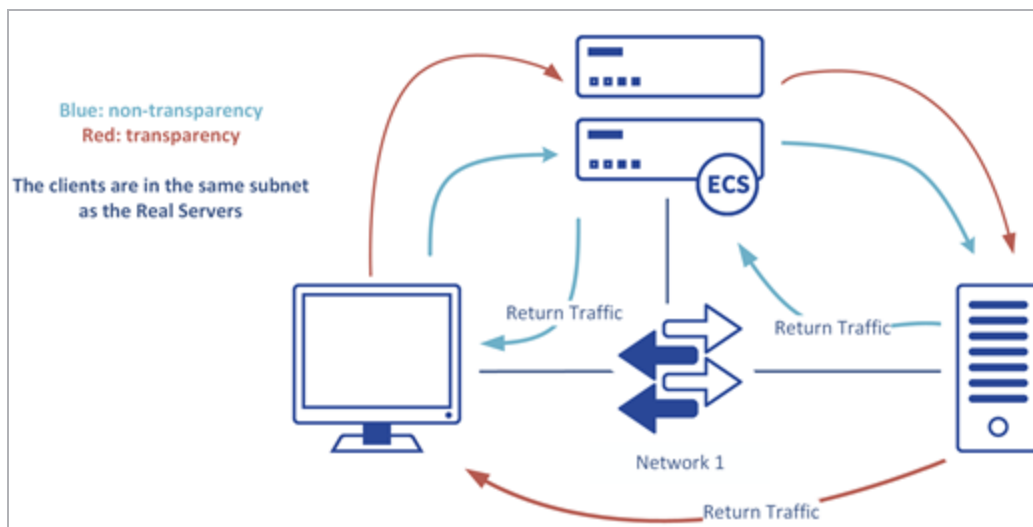 Blue: non-transparency
Red: transparency
The clients are in the same subnet
as the Real Servers
ECS
Return Traffic
Return Traffic
Network 1
Return Traffic